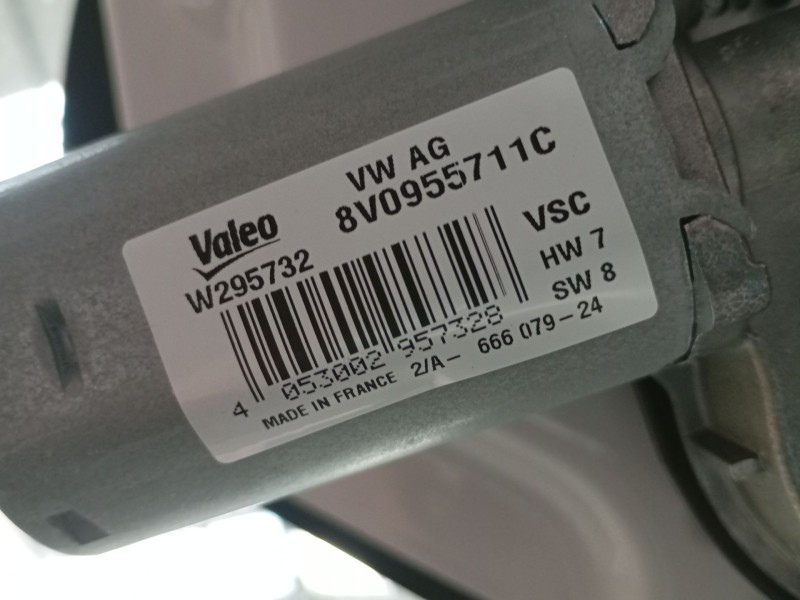 VW AG
8V0955711C
Valeo
W295732
VSC
HW 7
SW 8
4 053002 957328
MADE IN FRANCE 2/A- 666 079-24